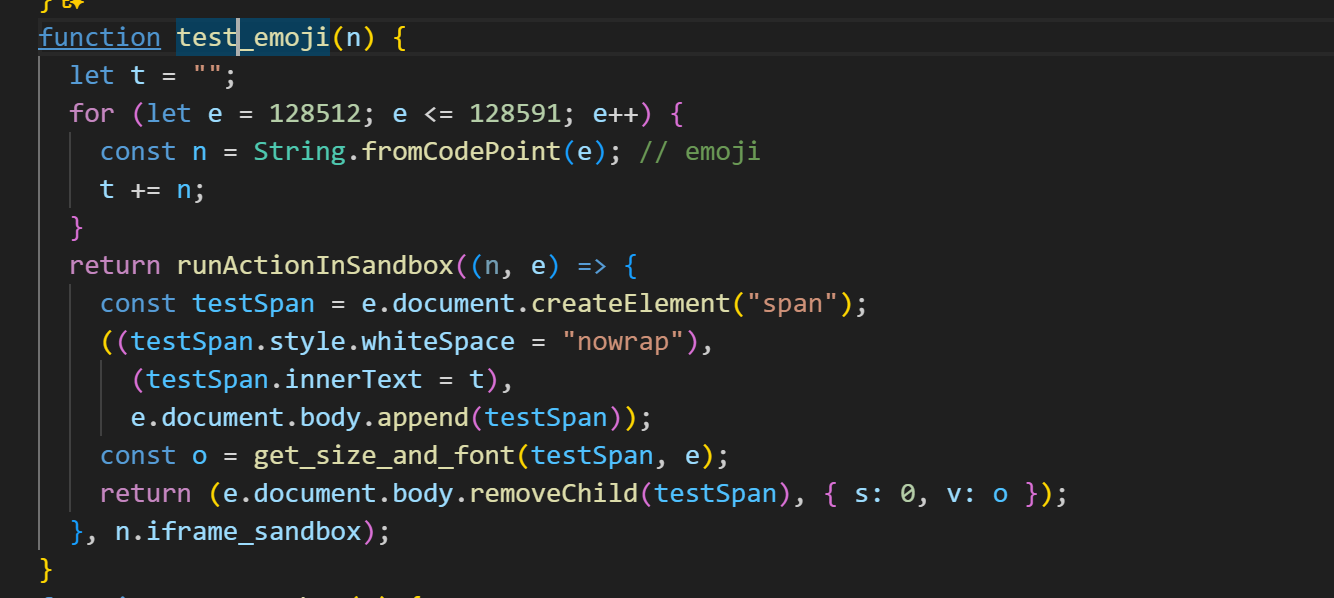 }
function test_emoji(n) {
  let t = "";
  for (let e = 128512; e <= 128591; e++) {
    const n = String.fromCodePoint(e); // emoji
    t += n;
  }
  return runActionInSandbox((n, e) => {
    const testSpan = e.document.createElement("span");
    ((testSpan.style.whiteSpace = "nowrap"),
      (testSpan.innerText = t),
      e.document.body.append(testSpan));
    const o = get_size_and_font(testSpan, e);
    return (e.document.body.removeChild(testSpan), { s: 0, v: o });
  }, n.iframe_sandbox);
}